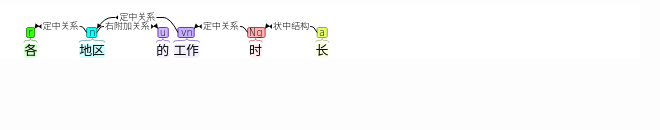 定中关系
定中关系 右附加关系 定中关系 状中结构
r n u vn Ng a
各 地区 的 工作 时 长